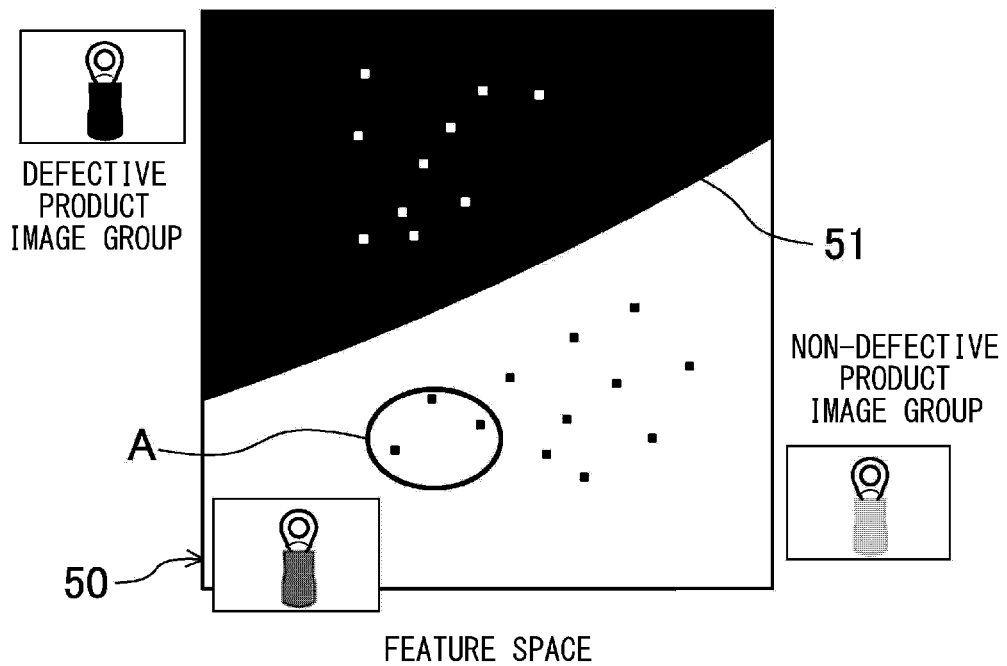 DEFECTIVE
PRODUCT
IMAGE GROUP
51
NON-DEFECTIVE
PRODUCT
IMAGE GROUP
A
50
FEATURE SPACE